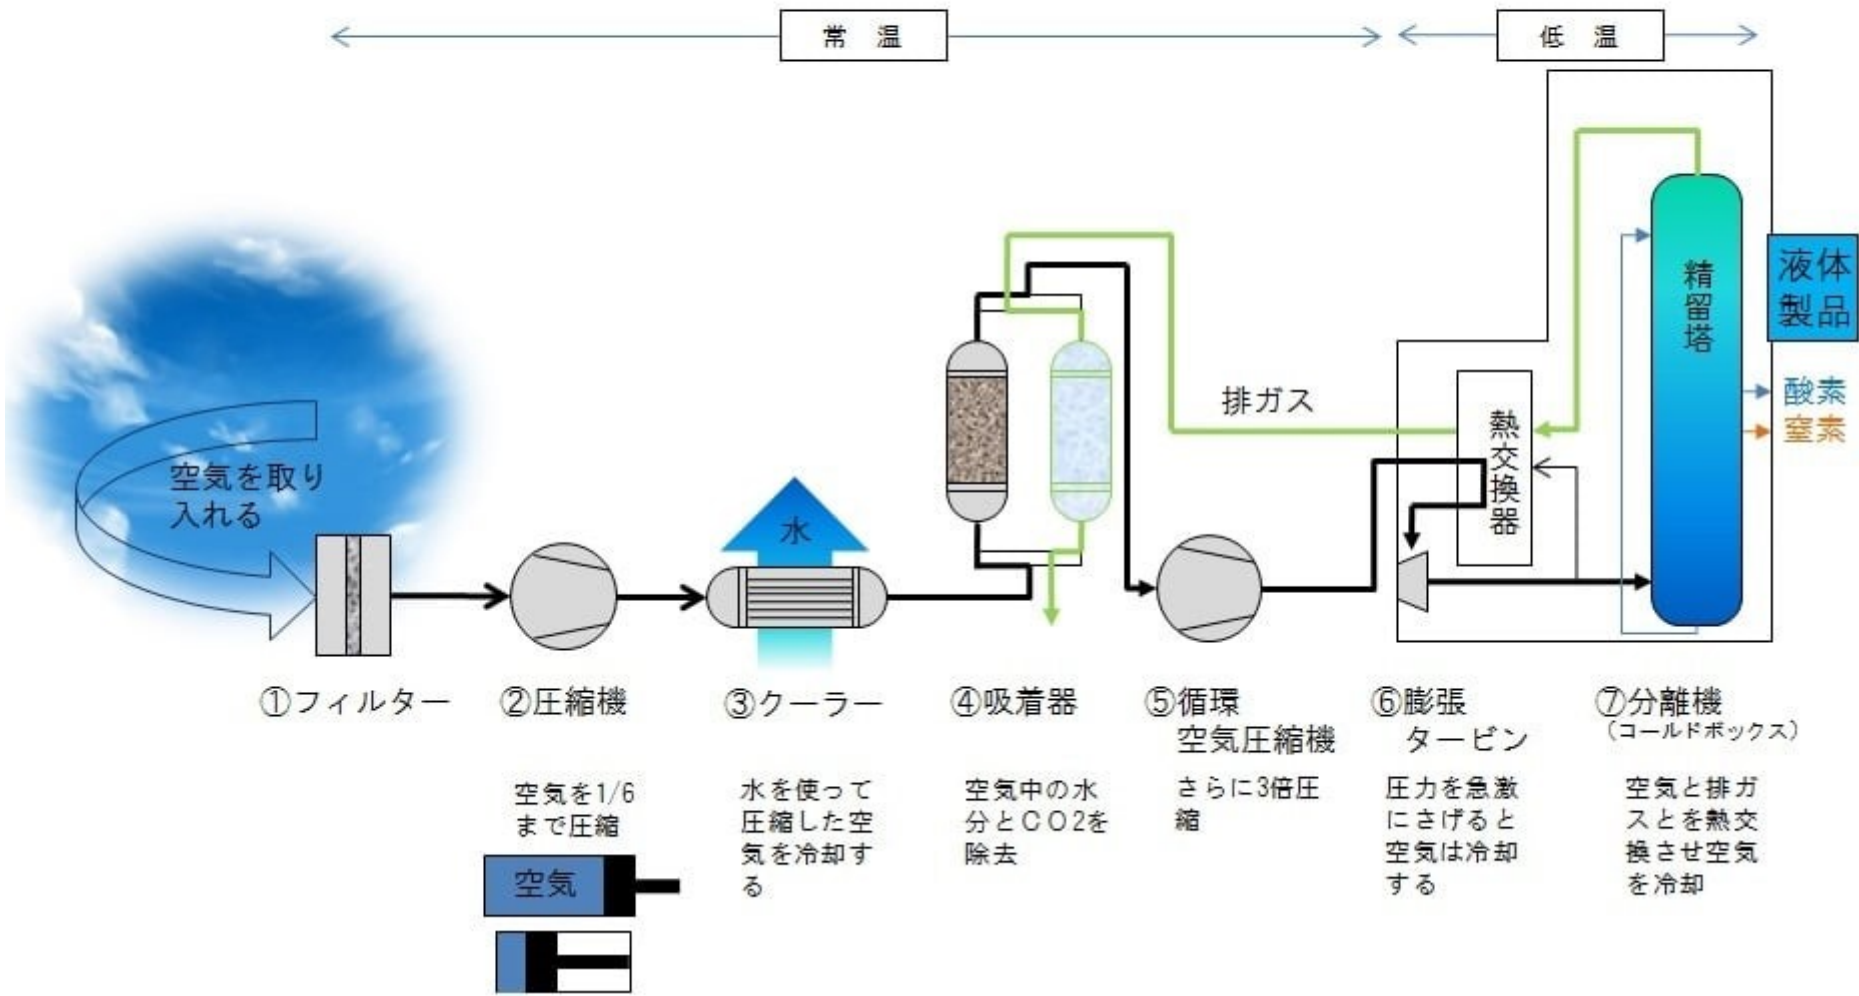 常 温
低 温
空気を取り
入れる
水
排ガス
熱交換器
精留塔
液体
製品
酸素
窒素
①フィルター
②圧縮機
③クーラー
④吸着器
⑤循環
空気圧縮機
⑥膨張
タービン
⑦分離機
(コールドボックス)
空気を1/6
まで圧縮
水を使って
圧縮した空
気を冷却す
る
空気中の水
分とCO2を
除去
さらに3倍圧
縮
圧力を急激
にさげると
空気は冷却
する
空気と排ガ
スとを熱交
換させ空気
を冷却
空気